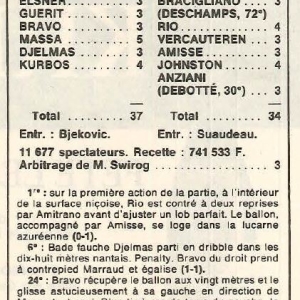 ELSNER ............ 3 BRACIGLIANO .... 3
GUERIT ............ 3 (DESCHAMPS, 72°)
BRAVO ............. 3 RIO ............... 4
MASSA ............. 5 VERCAUTEREN .... 3
DJELMAS .......... 3 AMISSE ............ 3
KURBOS ........... 4 JOHNSTON ........ 4
ANZIANI
(DEBOTTÉ, 30°) ... 3
Total ............. 37 Total ............. 34
Entr. : Bjekovic. Entr. : Suaudeau.
11 677 spectateurs. Recette : 741 533 F.
Arbitrage de M. Swirog ................ 3
1re : sur la première action de la partie, à l'intérieur
de la surface niçoise, Rio est contré à deux reprises
par Amitrano avant d'ajuster un lob parfait. Le ballon,
accompagné par Amisse, se loge dans la lucarne
azuréenne (0-1).
6° : Bade fauche Djelmas parti en dribble dans les
dix-huit mètres nantais. Penalty. Bravo du droit prend
à contrepied Marraud et égalise (1-1).
24° : Bravo récupère le ballon aux vingt mètres et le
glisse astucieusement à sa gauche en direction de